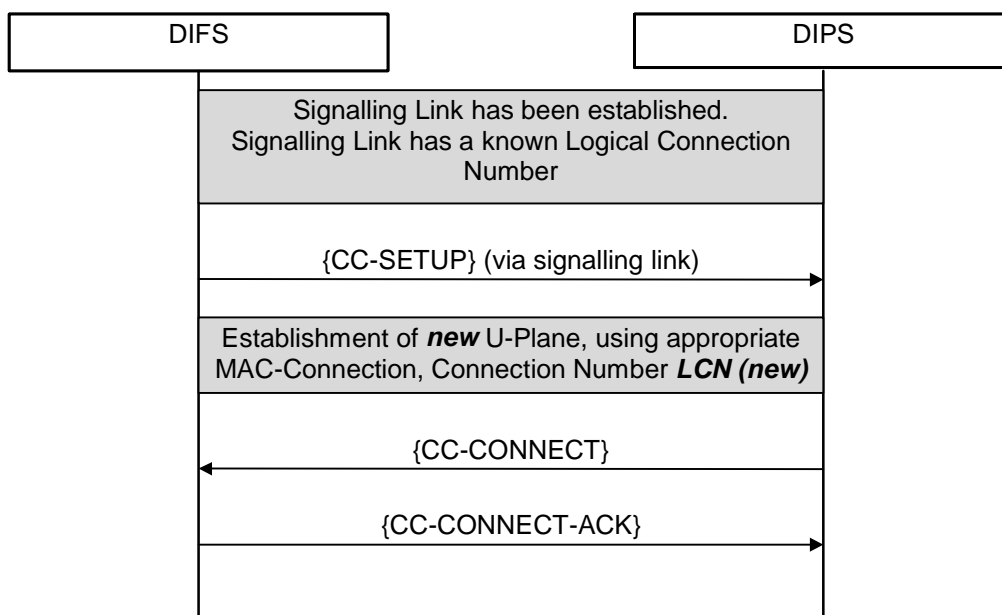 DIFS
DIPS
Signalling Link has been established.
Signalling Link has a known Logical Connection
Number
{CC-SETUP} (via signalling link)
Establishment of new U-Plane, using appropriate
MAC-Connection, Connection Number LCN (new)
{CC-CONNECT}
{CC-CONNECT-ACK}